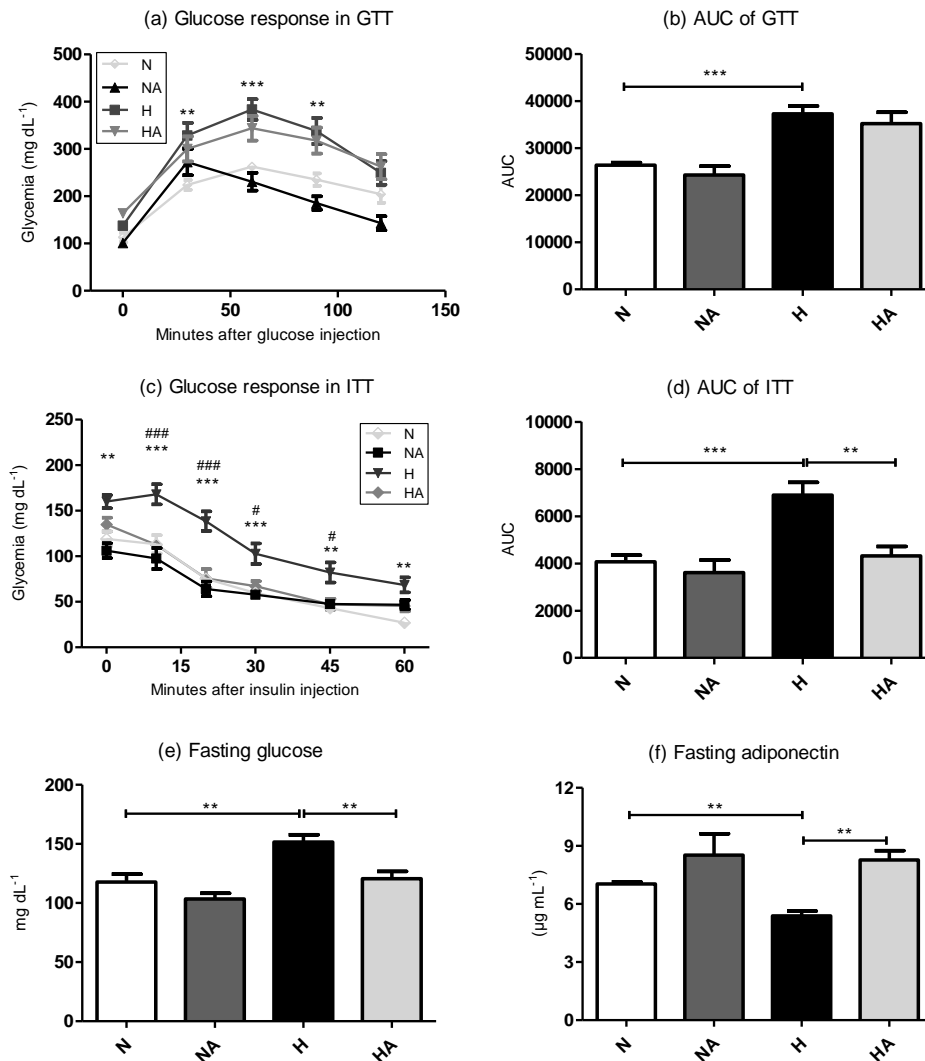 (a) Glucose response in GTT
Glycemia (mg dL⁻¹)
500
400
300
200
100
0
N
NA
H
HA
**
***
**
0
50
100
150
Minutes after glucose injection
(b) AUC of GTT
AUC
50000
40000
30000
20000
10000
0
***
N
NA
H
HA
(c) Glucose response in ITT
Glycemia (mg dL⁻¹)
250
200
150
100
50
0
N
NA
H
HA
**
###
***
###
***
#
***
#
**
**
0
15
30
45
60
Minutes after insulin injection
(d) AUC of ITT
AUC
10000
8000
6000
4000
2000
0
***
**
N
NA
H
HA
(e) Fasting glucose
mg dL⁻¹
200
150
100
50
0
**
**
N
NA
H
HA
(f) Fasting adiponectin
(µg mL⁻¹)
12
9
6
3
0
**
**
N
NA
H
HA